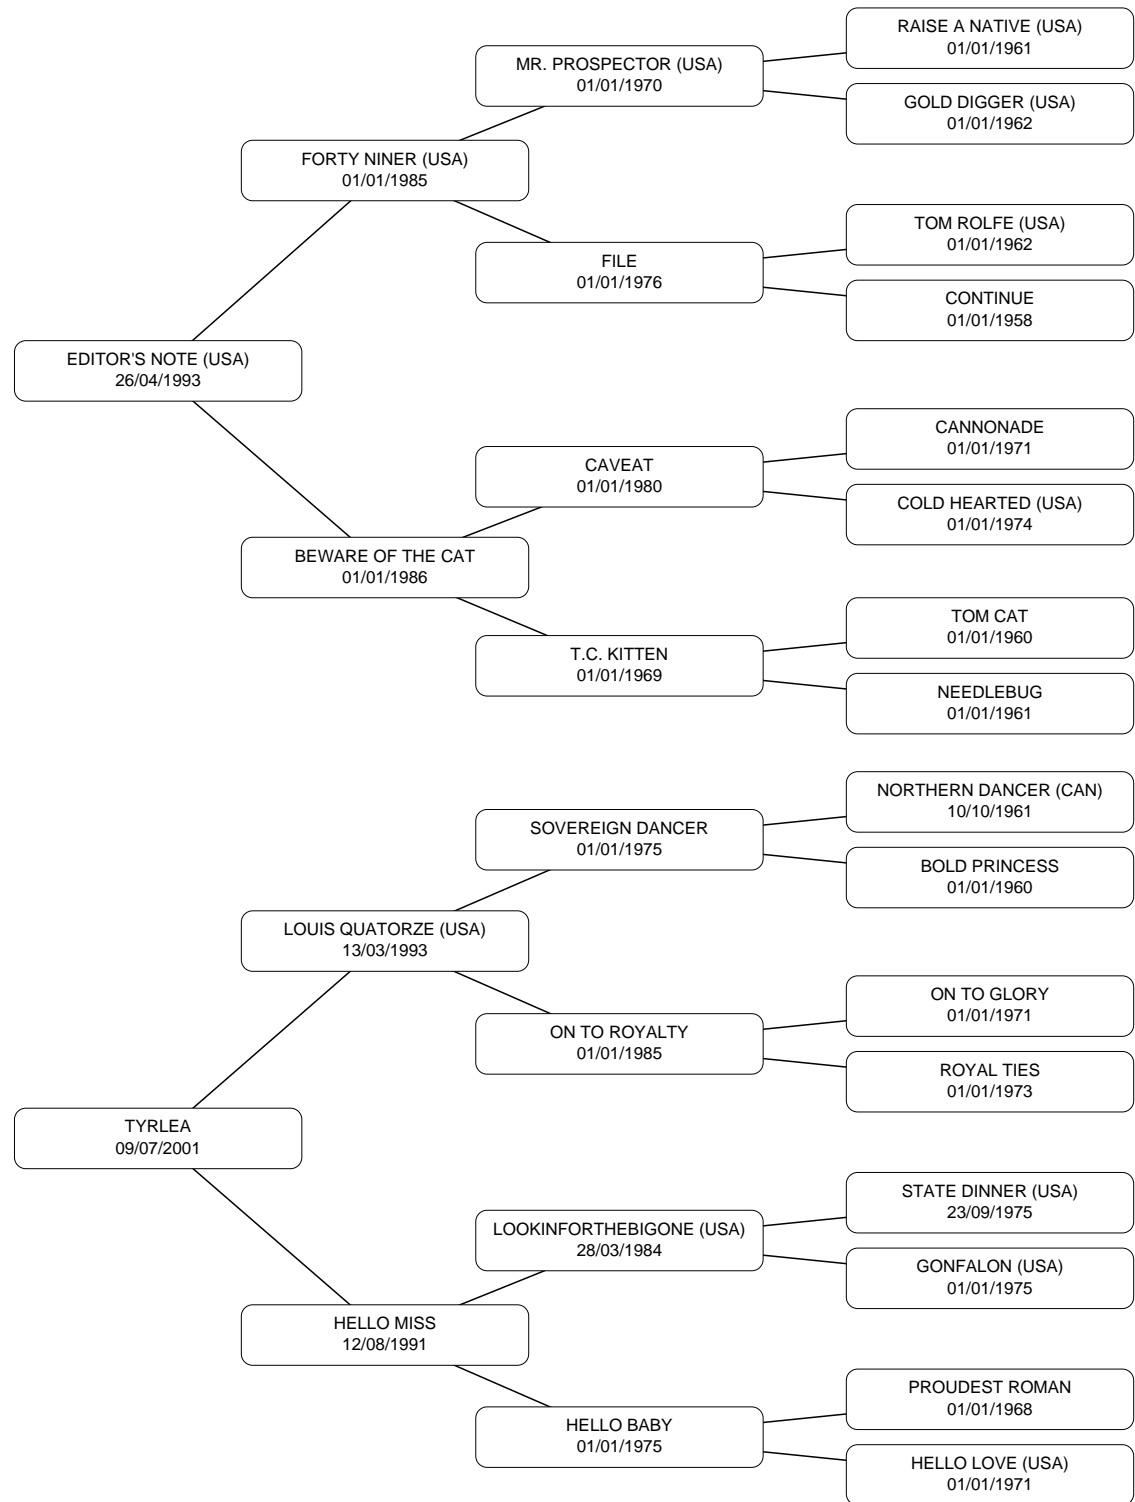 RAISE A NATIVE (USA)
01/01/1961
MR. PROSPECTOR (USA)
01/01/1970
GOLD DIGGER (USA)
01/01/1962
FORTY NINER (USA)
01/01/1985
TOM ROLFE (USA)
01/01/1962
FILE
01/01/1976
CONTINUE
01/01/1958
EDITOR'S NOTE (USA)
26/04/1993
CANNONADE
01/01/1971
CAVEAT
01/01/1980
COLD HEARTED (USA)
01/01/1974
BEWARE OF THE CAT
01/01/1986
TOM CAT
01/01/1960
T.C. KITTEN
01/01/1969
NEEDLEBUG
01/01/1961
NORTHERN DANCER (CAN)
10/10/1961
SOVEREIGN DANCER
01/01/1975
BOLD PRINCESS
01/01/1960
LOUIS QUATORZE (USA)
13/03/1993
ON TO GLORY
01/01/1971
ON TO ROYALTY
01/01/1985
ROYAL TIES
01/01/1973
TYRLEA
09/07/2001
STATE DINNER (USA)
23/09/1975
LOOKINFORTHEBIGONE (USA)
28/03/1984
GONFALON (USA)
01/01/1975
HELLO MISS
12/08/1991
PROUDEST ROMAN
01/01/1968
HELLO BABY
01/01/1975
HELLO LOVE (USA)
01/01/1971